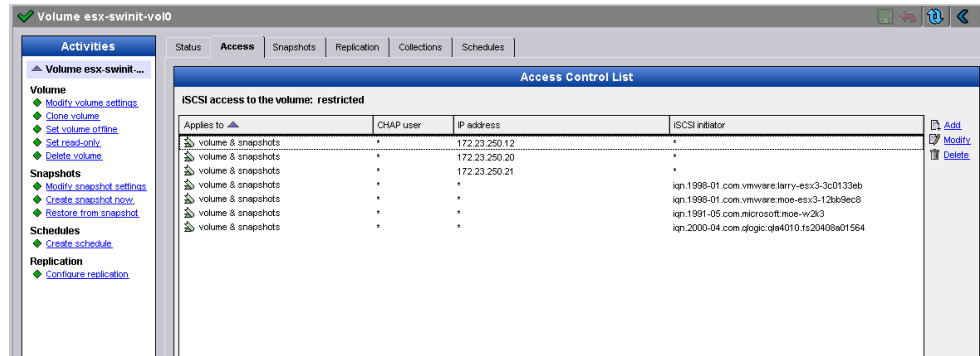 Volume esx-swinit-vol0
Activities
Volume esx-swinit-...
Volume
Modify volume settings
Clone volume
Set volume offline
Set read-only
Delete volume
Snapshots
Modify snapshot settings
Create snapshot now
Restore from snapshot
Schedules
Create schedule
Replication
Configure replication
Status Access Snapshots Replication Collections Schedules
Access Control List
iSCSI access to the volume: restricted
Applies to CHAP user IP address iSCSI initiator
volume & snapshots * 172.23.250.12 *
volume & snapshots * 172.23.250.20 *
volume & snapshots * 172.23.250.21 *
volume & snapshots * * iqn.1998-01.com.vmware:larry-esx3-3c0133eb
volume & snapshots * * iqn.1998-01.com.vmware:moe-esx3-12bb9ec8
volume & snapshots * * iqn.1991-05.com.microsoft:moe-w2k3
volume & snapshots * * iqn.2000-04.com.qlogic:qla4010.fs20408a01564
Add
Modify
Delete